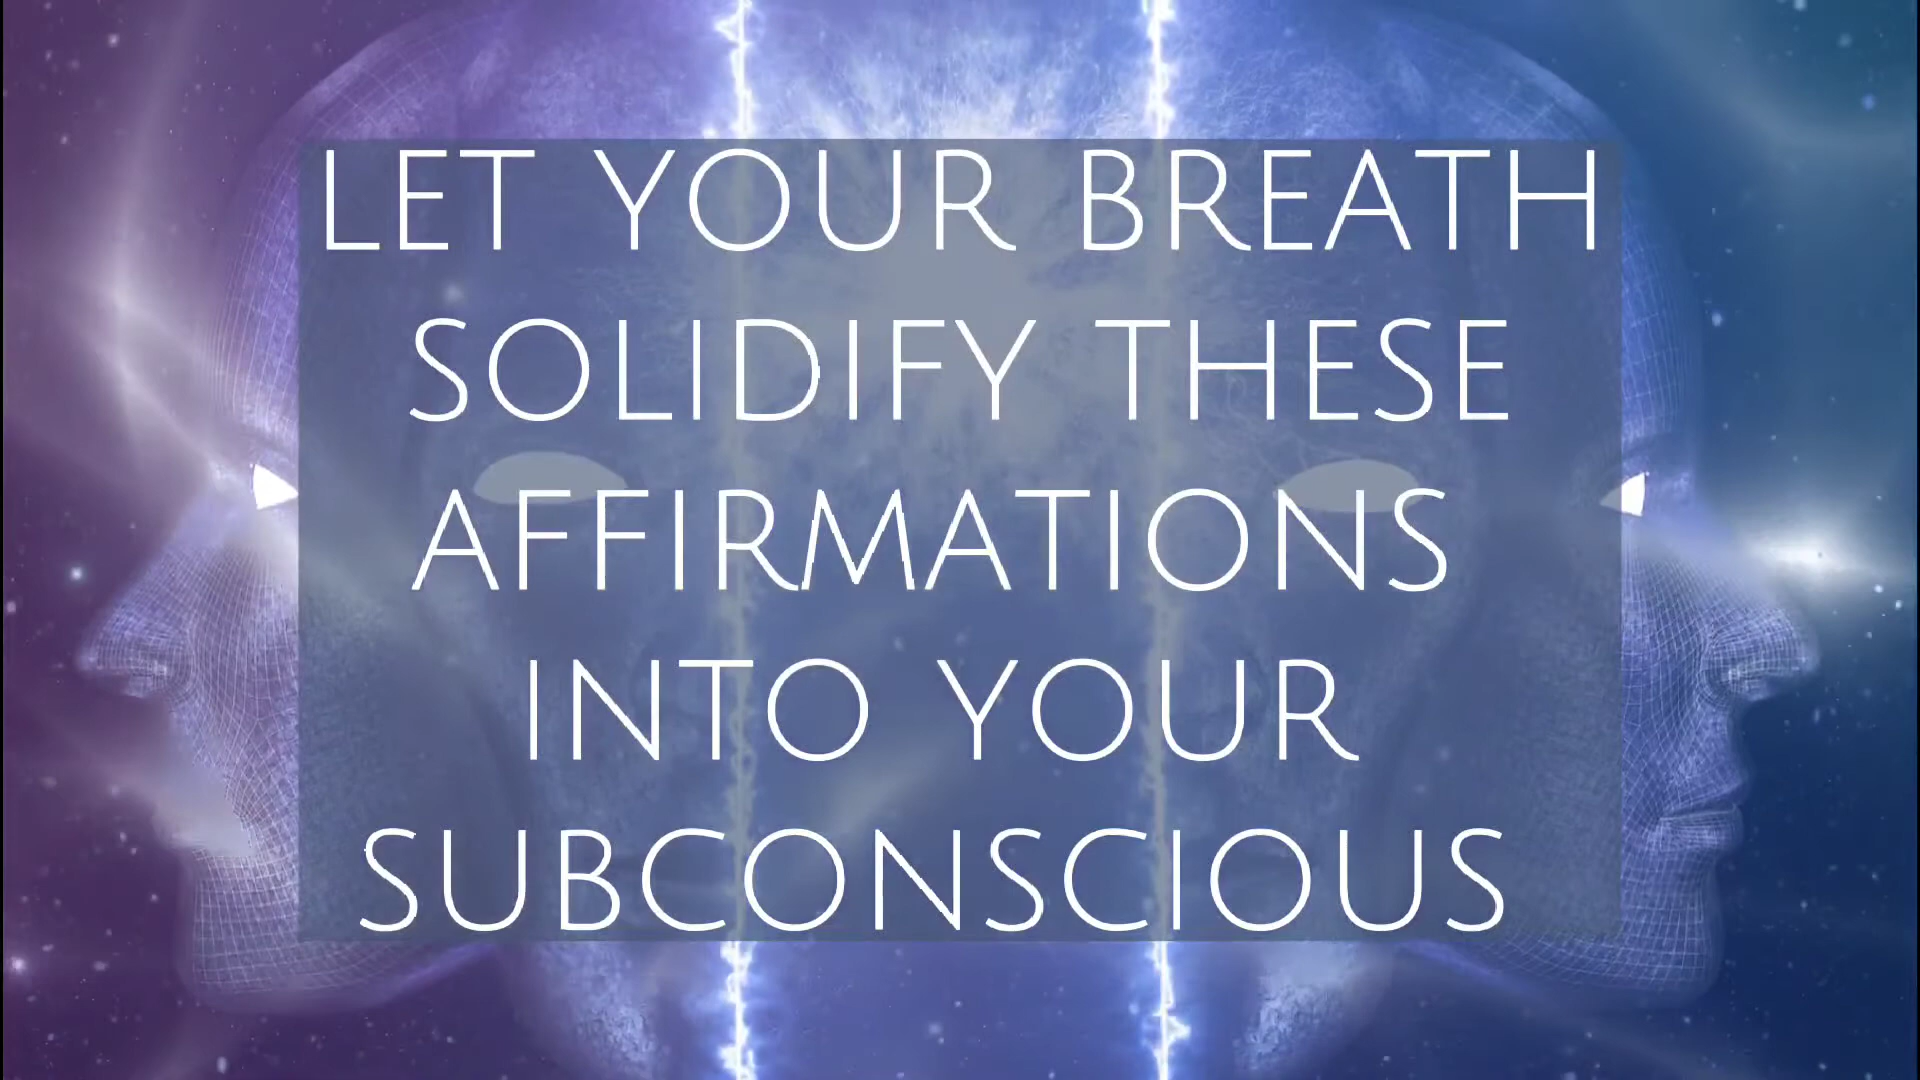 LET YOUR BREATH
SOLIDIFY THESE
AFFIRMATIONS
INTO YOUR
SUBCONSCIOUS